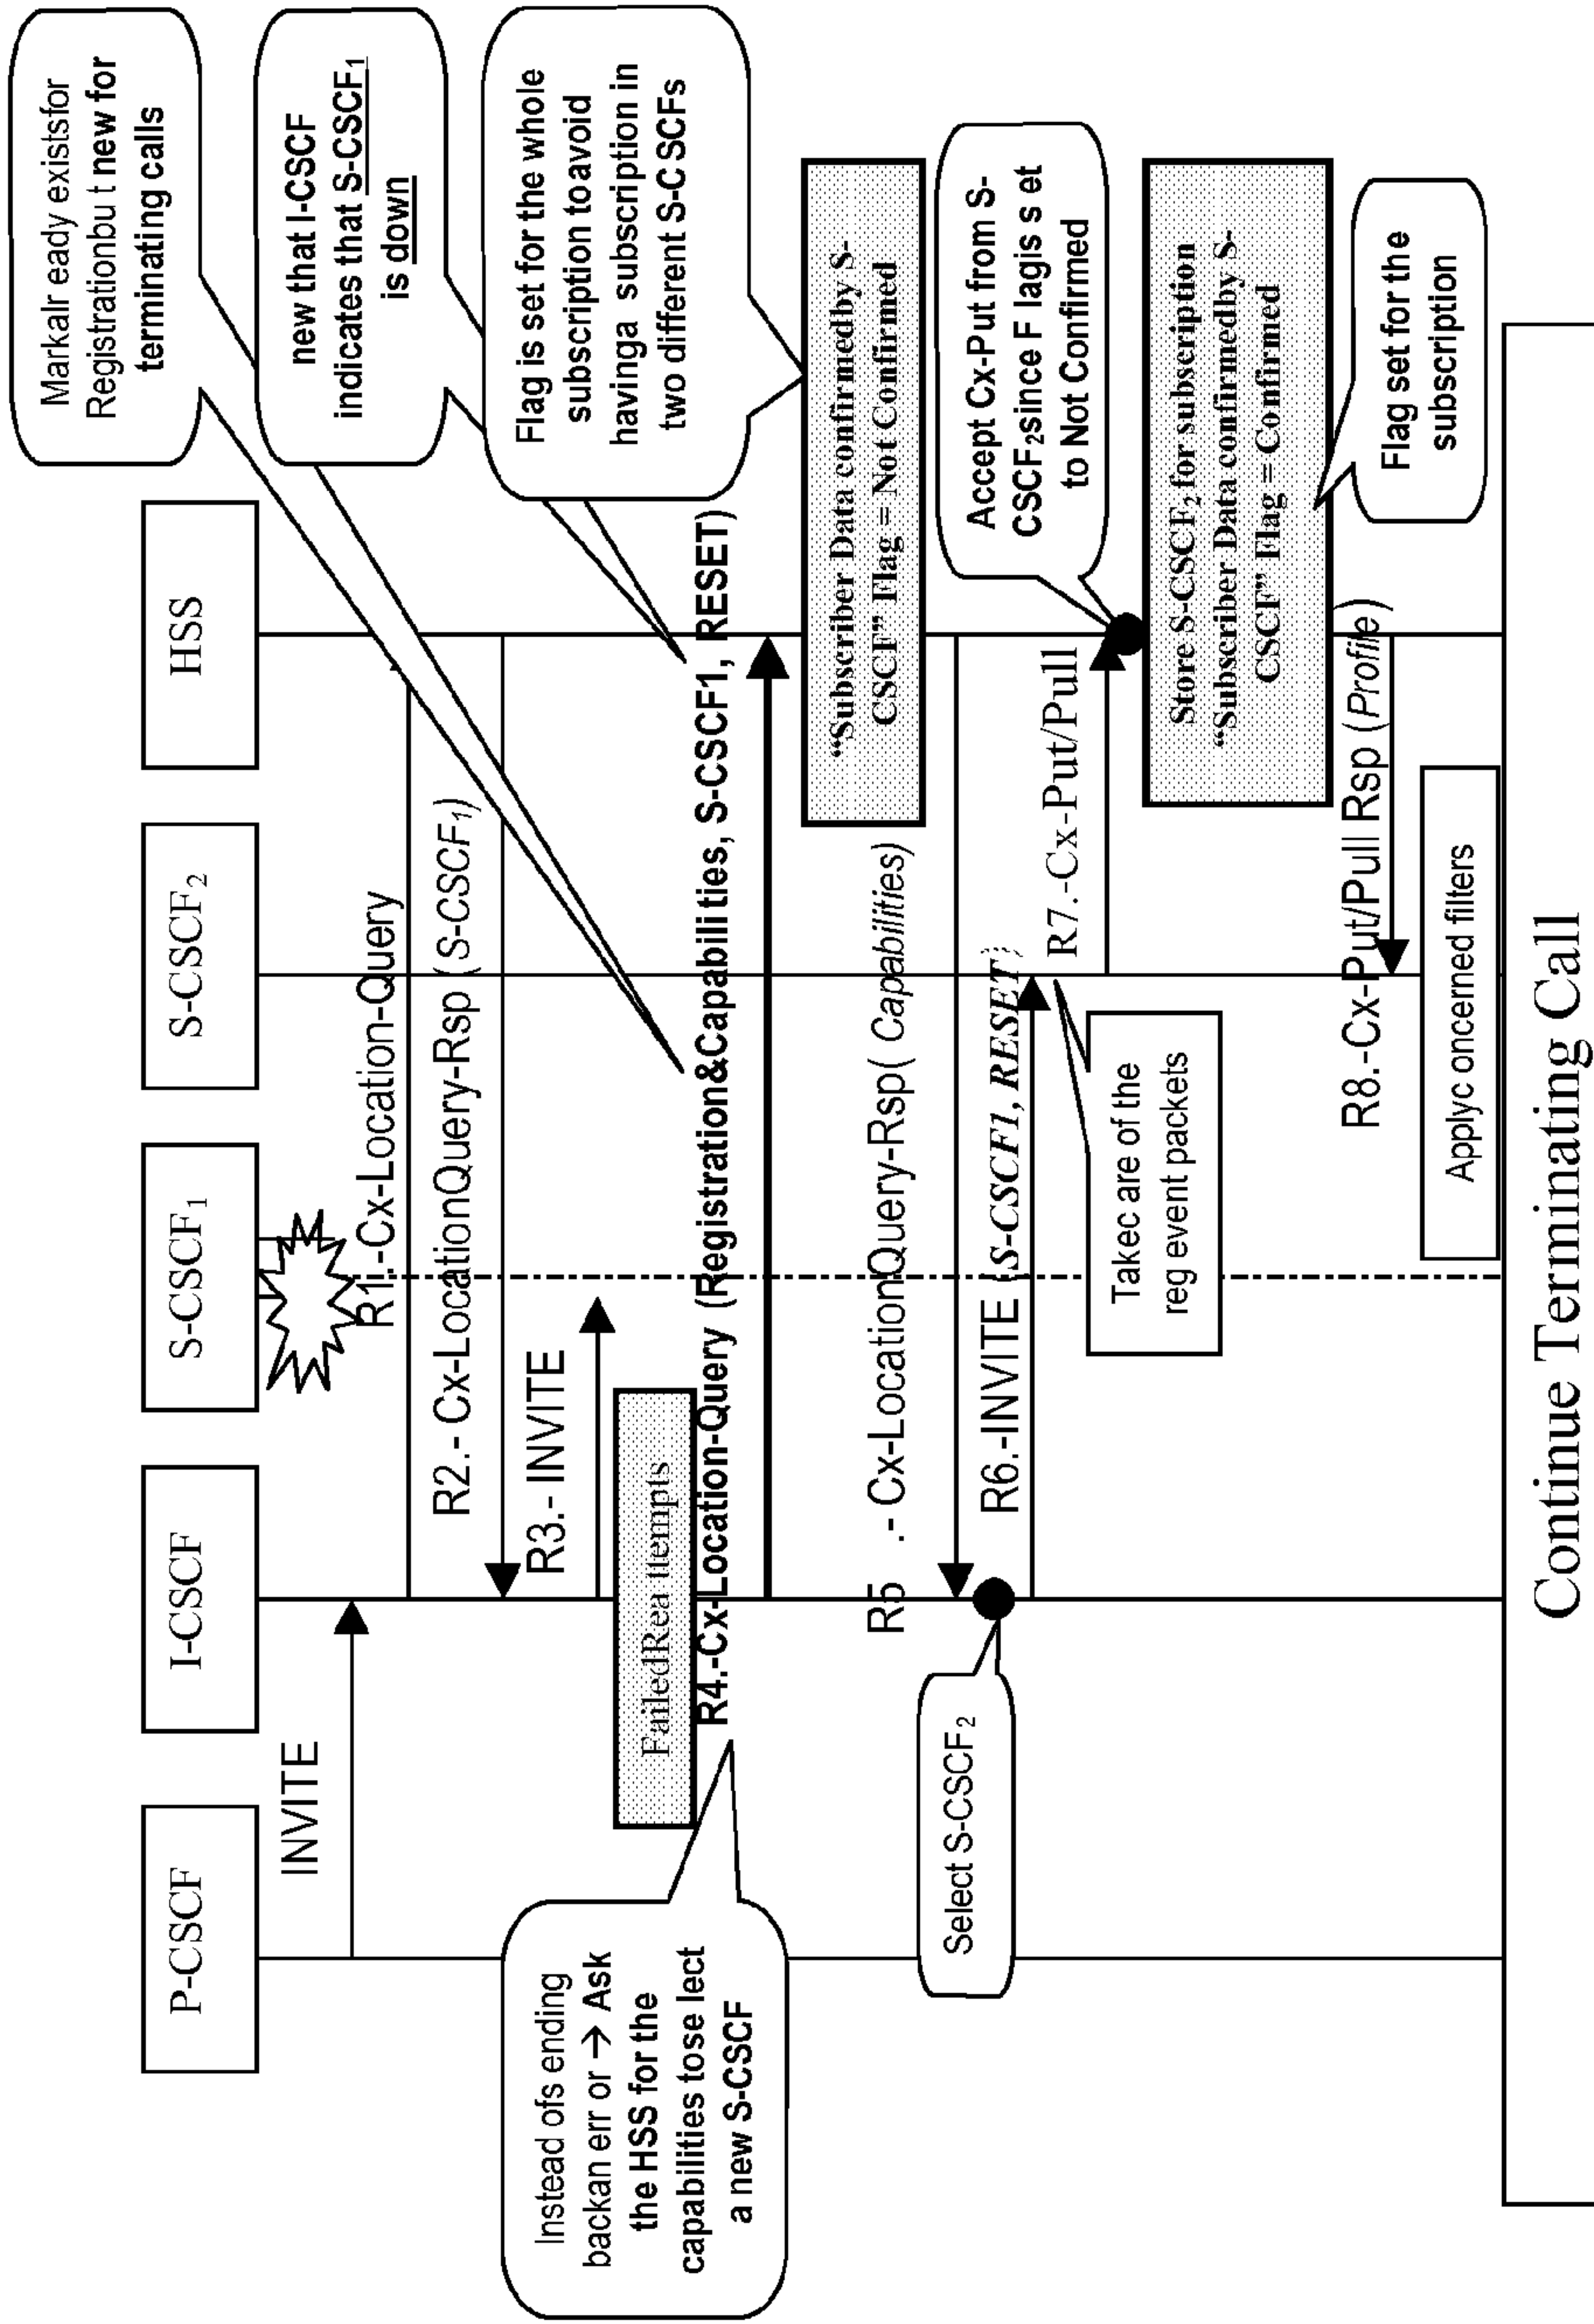 P-CSCF
I-CSCF
S-CSCF₁
S-CSCF₂
HSS
Markalr eady existsfor
Registrationbu t new for
terminating calls
new that I-CSCF
indicates that S-CSCF₁
is down
Flag is set for the whole
subscription toavoid
havinga subscription in
two different S-C SCFs
INVITE
R1.-Cx-Location-Query
R2.- Cx-LocationQuery-Rsp (S-CSCF₁)
R3.- INVITE
FailedRea ttempts
R4.-Cx-Location-Query (Registration&Capabilities, S-CSCF1, RESET)
Instead ofs ending
backan err or → Ask
the HSS for the
capabilities tose lect
a new S-CSCF
"Subscriber Data confirmedby S-
CSCF" Flag = Not Confirmed
R5 .- Cx-LocationQuery-Rsp( Capabilities)
Select S-CSCF₂
R6.-INVITE (S-CSCF1, RESET)
Accept Cx-Put from S-
CSCF₂since F lagis s et
to Not Confirmed
R7.-Cx-Put/Pull
Takec are of the
reg event packets
Store S-CSCF₂ for subscription
"Subscriber Data confirmedby S-
CSCF" Flag = Confirmed
Flag set for the
subscription
R8.-Cx-Put/Pull Rsp (Profile)
Applyc oncerned filters
Continue Terminating Call